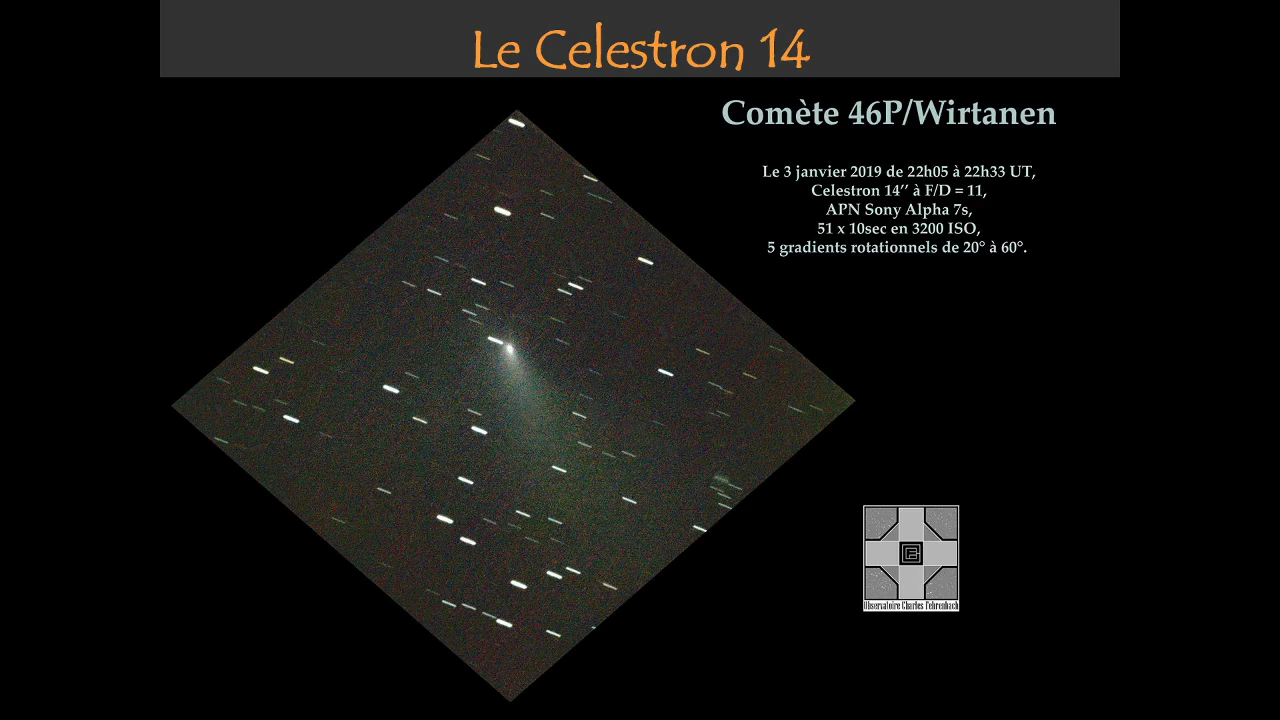 Le Celestron 14
Comète 46P/Wirtanen
Le 3 janvier 2019 de 22h05 à 22h33 UT,
Celestron 14’’ à F/D = 11,
APN Sony Alpha 7s,
51 x 10sec en 3200 ISO,
5 gradients rotationnels de 20° à 60°.
Observatoire Charles Fehrenbach